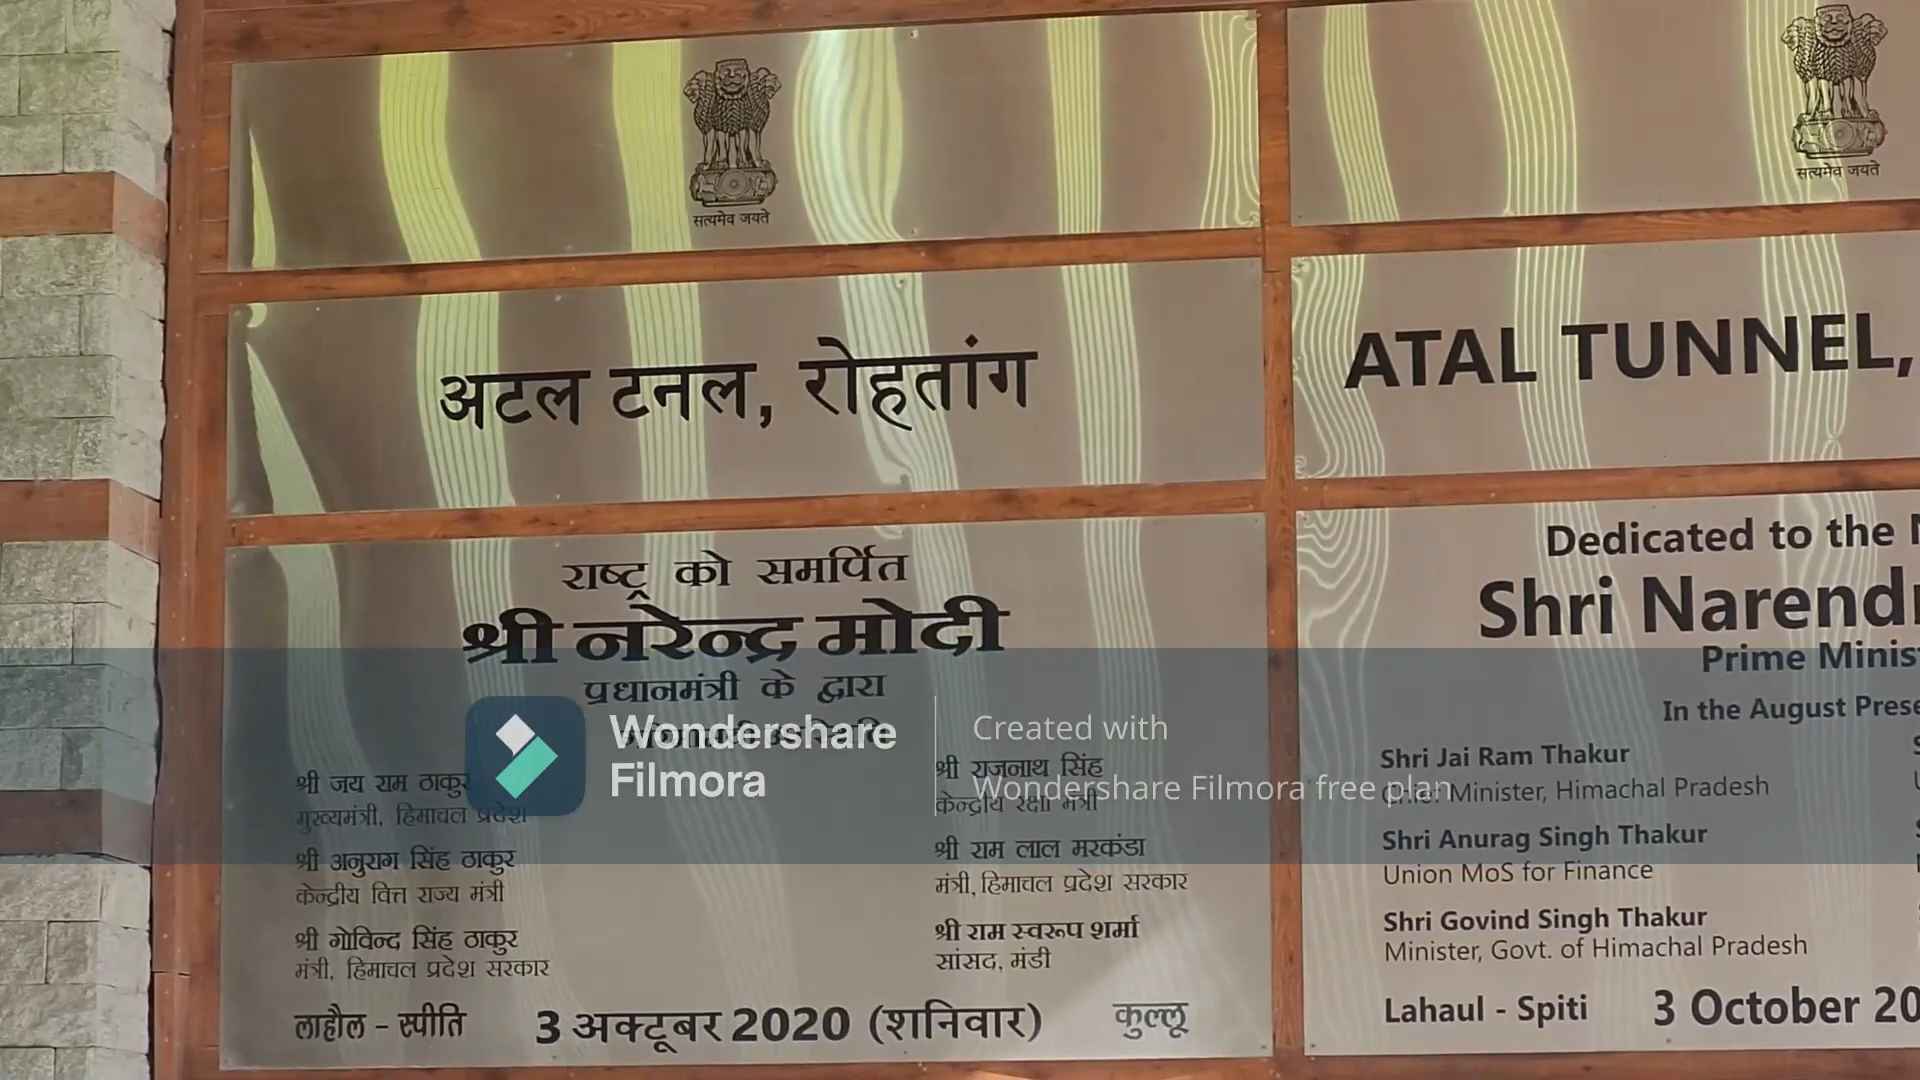 सत्यमेव जयते
अटल टनल, रोहतांग
राष्ट्र को समर्पित
श्री नरेन्द्र मोदी
प्रधानमंत्री के द्वारा
श्री जय राम ठाकुर
मुख्यमंत्री, हिमाचल प्रदेश
श्री राजनाथ सिंह
केन्द्रीय रक्षा मंत्री
श्री अनुराग सिंह ठाकुर
केन्द्रीय वित्त राज्य मंत्री
श्री राम लाल मरकंडा
मंत्री, हिमाचल प्रदेश सरकार
श्री गोविन्द सिंह ठाकुर
मंत्री, हिमाचल प्रदेश सरकार
श्री राम स्वरूप शर्मा
सांसद, मंडी
लाहौल - स्पीति 3 अक्टूबर 2020 (शनिवार) कुल्लू
सत्यमेव जयते
ATAL TUNNEL,
Dedicated to the
Shri
Prime
In the August
Shri Jai Ram Thakur
Chief Minister, Himachal Pradesh
Shri Anurag Singh Thakur
Union MoS for Finance
Shri Govind Singh Thakur
Minister, Govt. of Himachal Pradesh
Lahaul - Spiti 3 October
Wondershare
Filmora
Created with
Wondershare Filmora free plan